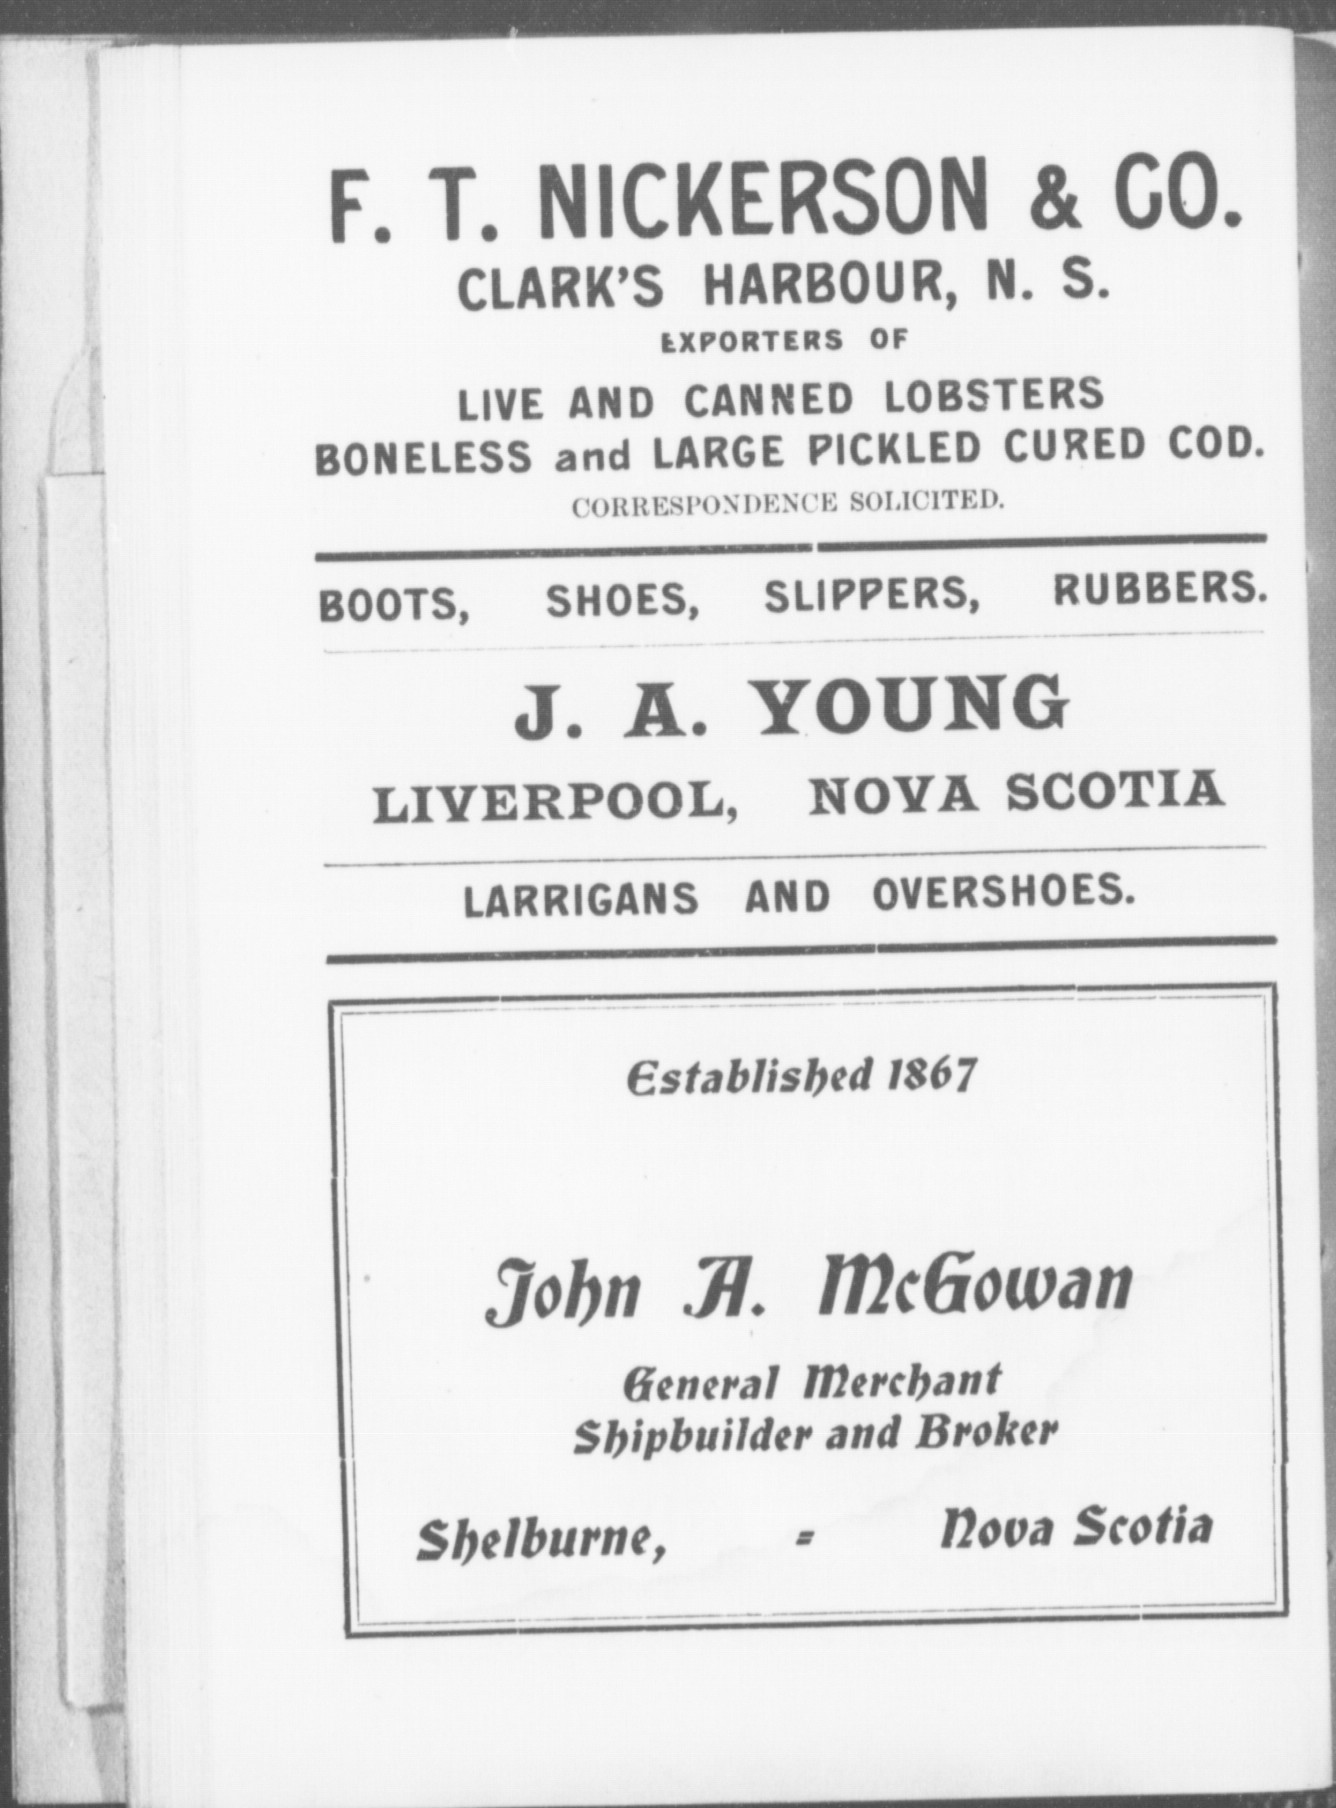 F. T. NICKERSON & CO.
CLARK'S HARBOUR, N. S.
EXPORTERS OF
LIVE AND CANNED LOBSTERS
BONELESS and LARGE PICKLED CURED COD.
CORRESPONDENCE SOLICITED.
BOOTS, SHOES, SLIPPERS, RUBBERS.
J. A. YOUNG
LIVERPOOL, NOVA SCOTIA
LARRIGANS AND OVERSHOES.
Established 1867
John A. McGowan
General Merchant
Shipbuilder and Broker
Shelburne, = Nova Scotia